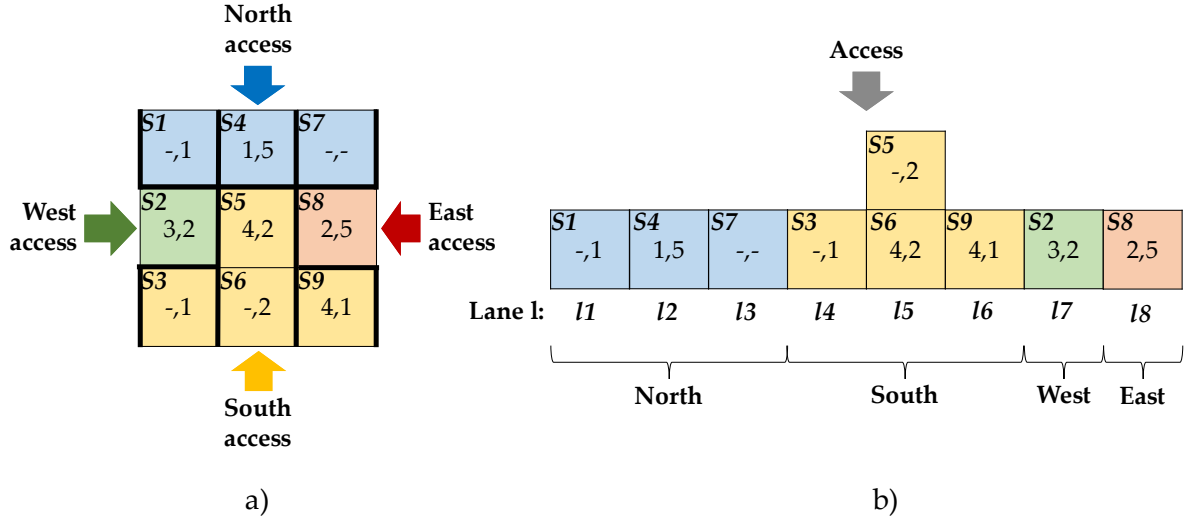 North
access
S1
-,1
S4
1,5
S7
-,-
West
access
S2
3,2
S5
4,2
S8
2,5
East
access
S3
-,1
S6
-,2
S9
4,1
South
access
a)
Access
S5
-,2
S1
-,1
S4
1,5
S7
-,-
S3
-,1
S6
4,2
S9
4,1
S2
3,2
S8
2,5
Lane l: l1 l2 l3 l4 l5 l6 l7 l8
North South West East
b)